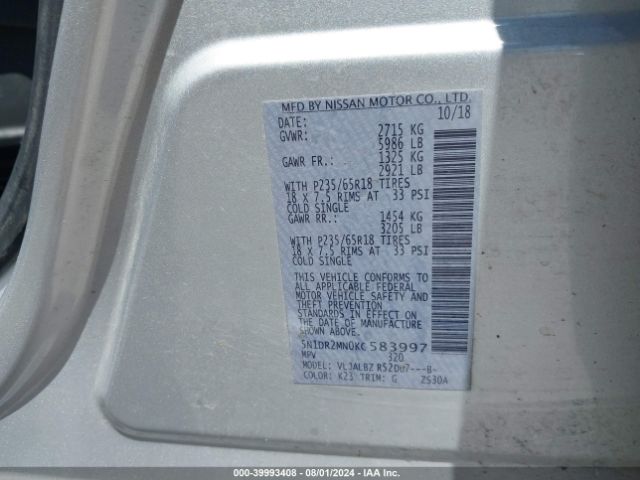 MFD BY NISSAN MOTOR CO., LTD.
DATE: 10/18
GVWR: 2715 KG
5986 LB
GAWR FR.: 1325 KG
2921 LB
WITH P235/65R18 TIRES
18 X 7.5 RIMS AT 33 PSI
COLD SINGLE
GAWR RR.: 1454 KG
3205 LB
WITH P235/65R18 TIRES
18 X 7.5 RIMS AT 33 PSI
COLD SINGLE
THIS VEHICLE CONFORMS TO
ALL APPLICABLE FEDERAL
MOTOR VEHICLE SAFETY AND
THEFT PREVENTION
STANDARDS IN EFFECT ON
THE DATE OF MANUFACTURE
SHOWN ABOVE.
5N1DR2MN0KC583997
MPV 320
MODEL: R52D
COLOR: K23 TRIM: G ZS30A
000-39993408 - 08/01/2024 - IAA Inc.